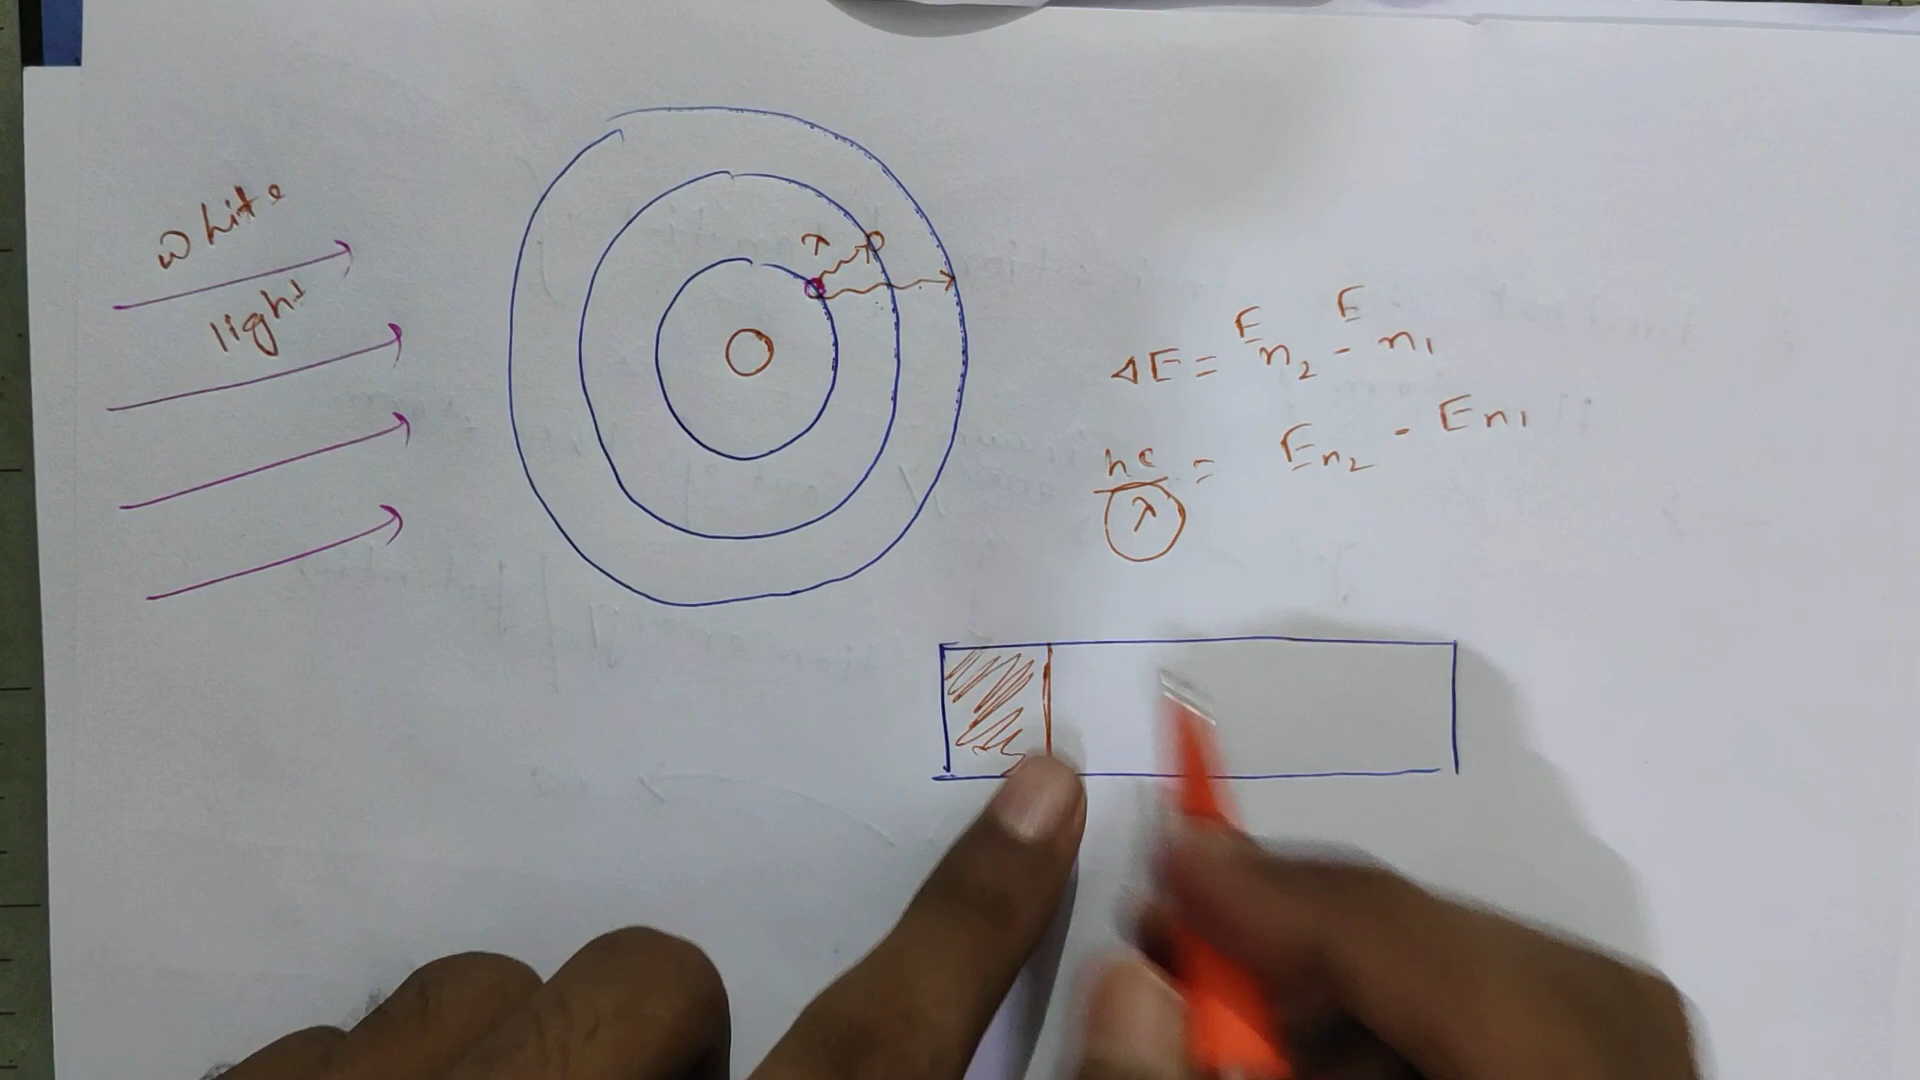 white
light
λ
ΔE = En₂ - En₁
hc/λ = En₂ - En₁